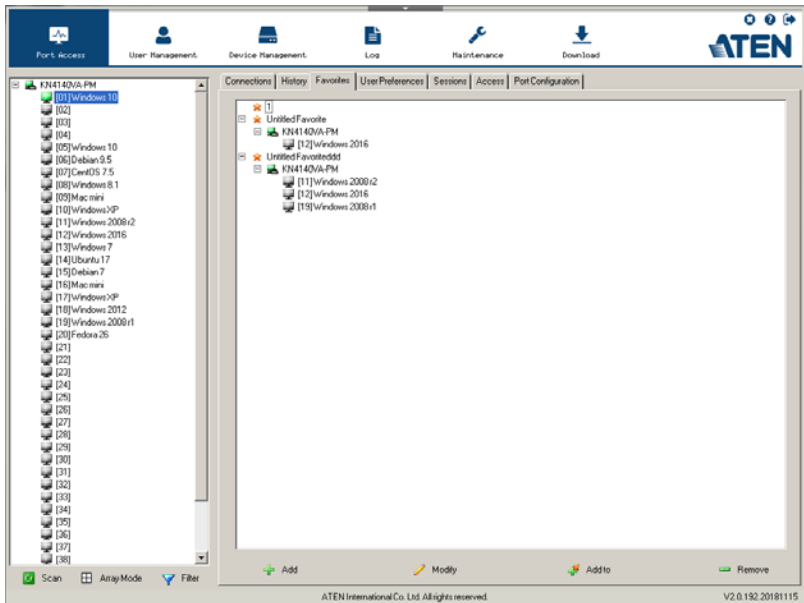 Port Access
User Management
Device Management
Log
Maintenance
Download
ATEN
KN4140VA-PM
[01]Windows 10
[02]
[03]
[04]
[05]Windows 10
[06]Debian 9.5
[07]CentOS 7.5
[08]Windows 8.1
[09]Mac mini
[10]Windows XP
[11]Windows 2008 r2
[12]Windows 2016
[13]Windows 7
[14]Ubuntu 17
[15]Debian 7
[16]Mac mini
[17]Windows XP
[18]Windows 2012
[19]Windows 2008 r1
[20]Fedora 26
[21]
[22]
[23]
[24]
[25]
[26]
[27]
[28]
[29]
[30]
[31]
[32]
[33]
[34]
[35]
[36]
[37]
[38]
Scan
Array Mode
Filter
Connections
History
Favorites
User Preferences
Sessions
Access
Port Configuration
1
Untitled Favorite
KN4140VA-PM
[12]Windows 2016
Untitled Favoriteddd
KN4140VA-PM
[11]Windows 2008 r2
[12]Windows 2016
[19]Windows 2008 r1
Add
Modify
Add to
Remove
ATEN International Co. Ltd. All rights reserved.
V2.0.192.20181115